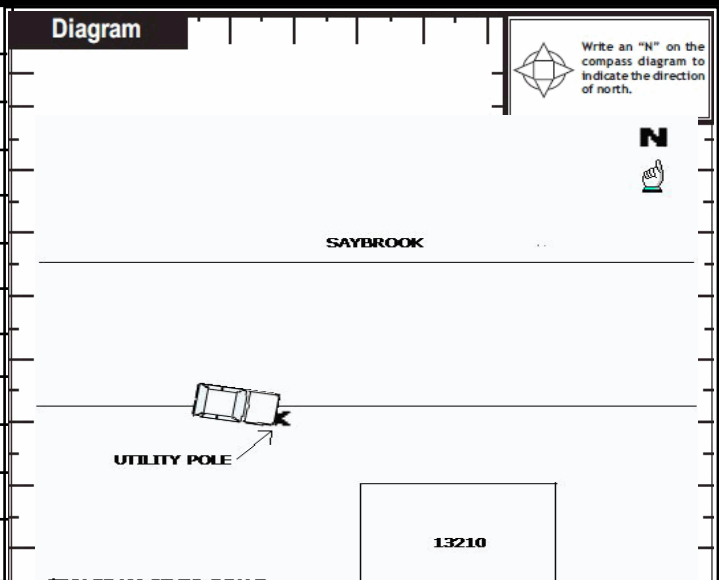 Diagram
Write an “N” on the
compass diagram to
indicate the direction
of north.
N
SAYBROOK
UTILITY POLE
13210